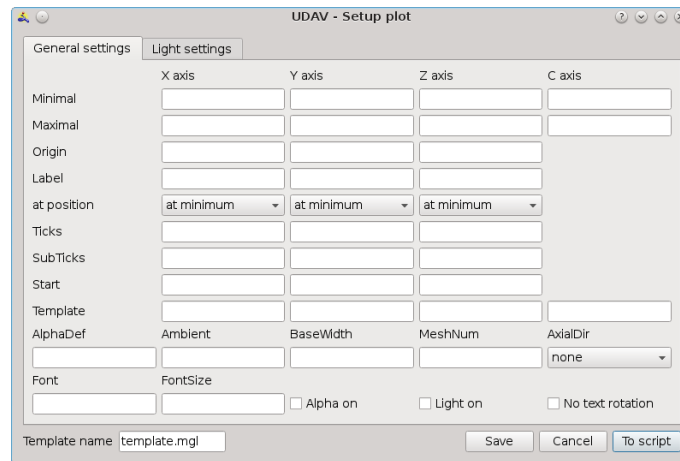 UDAV - Setup plot
General settings Light settings
X axis Y axis Z axis C axis
Minimal
Maximal
Origin
Label
at position at minimum at minimum at minimum
Ticks
SubTicks
Start
Template
AlphaDef Ambient BaseWidth MeshNum AxialDir
none
Font FontSize
Alpha on Light on No text rotation
Template name template.mgl Save Cancel To script